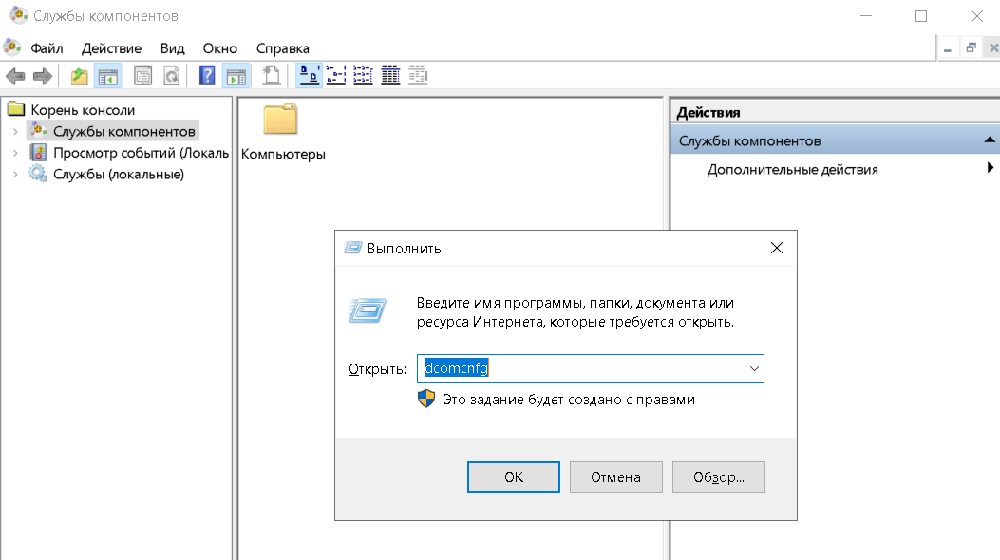 Службы компонентов
Файл Действие Вид Окно Справка
Корень консоли
Службы компонентов
Просмотр событий (Локаль
Службы (локальные)
Компьютеры
Действия
Службы компонентов
Дополнительные действия
Выполнить
Введите имя программы, папки, документа или
ресурса Интернета, которые требуется открыть.
Открыть: dcomcnfg
Это задание будет создано с правами
ОК Отмена Обзор...